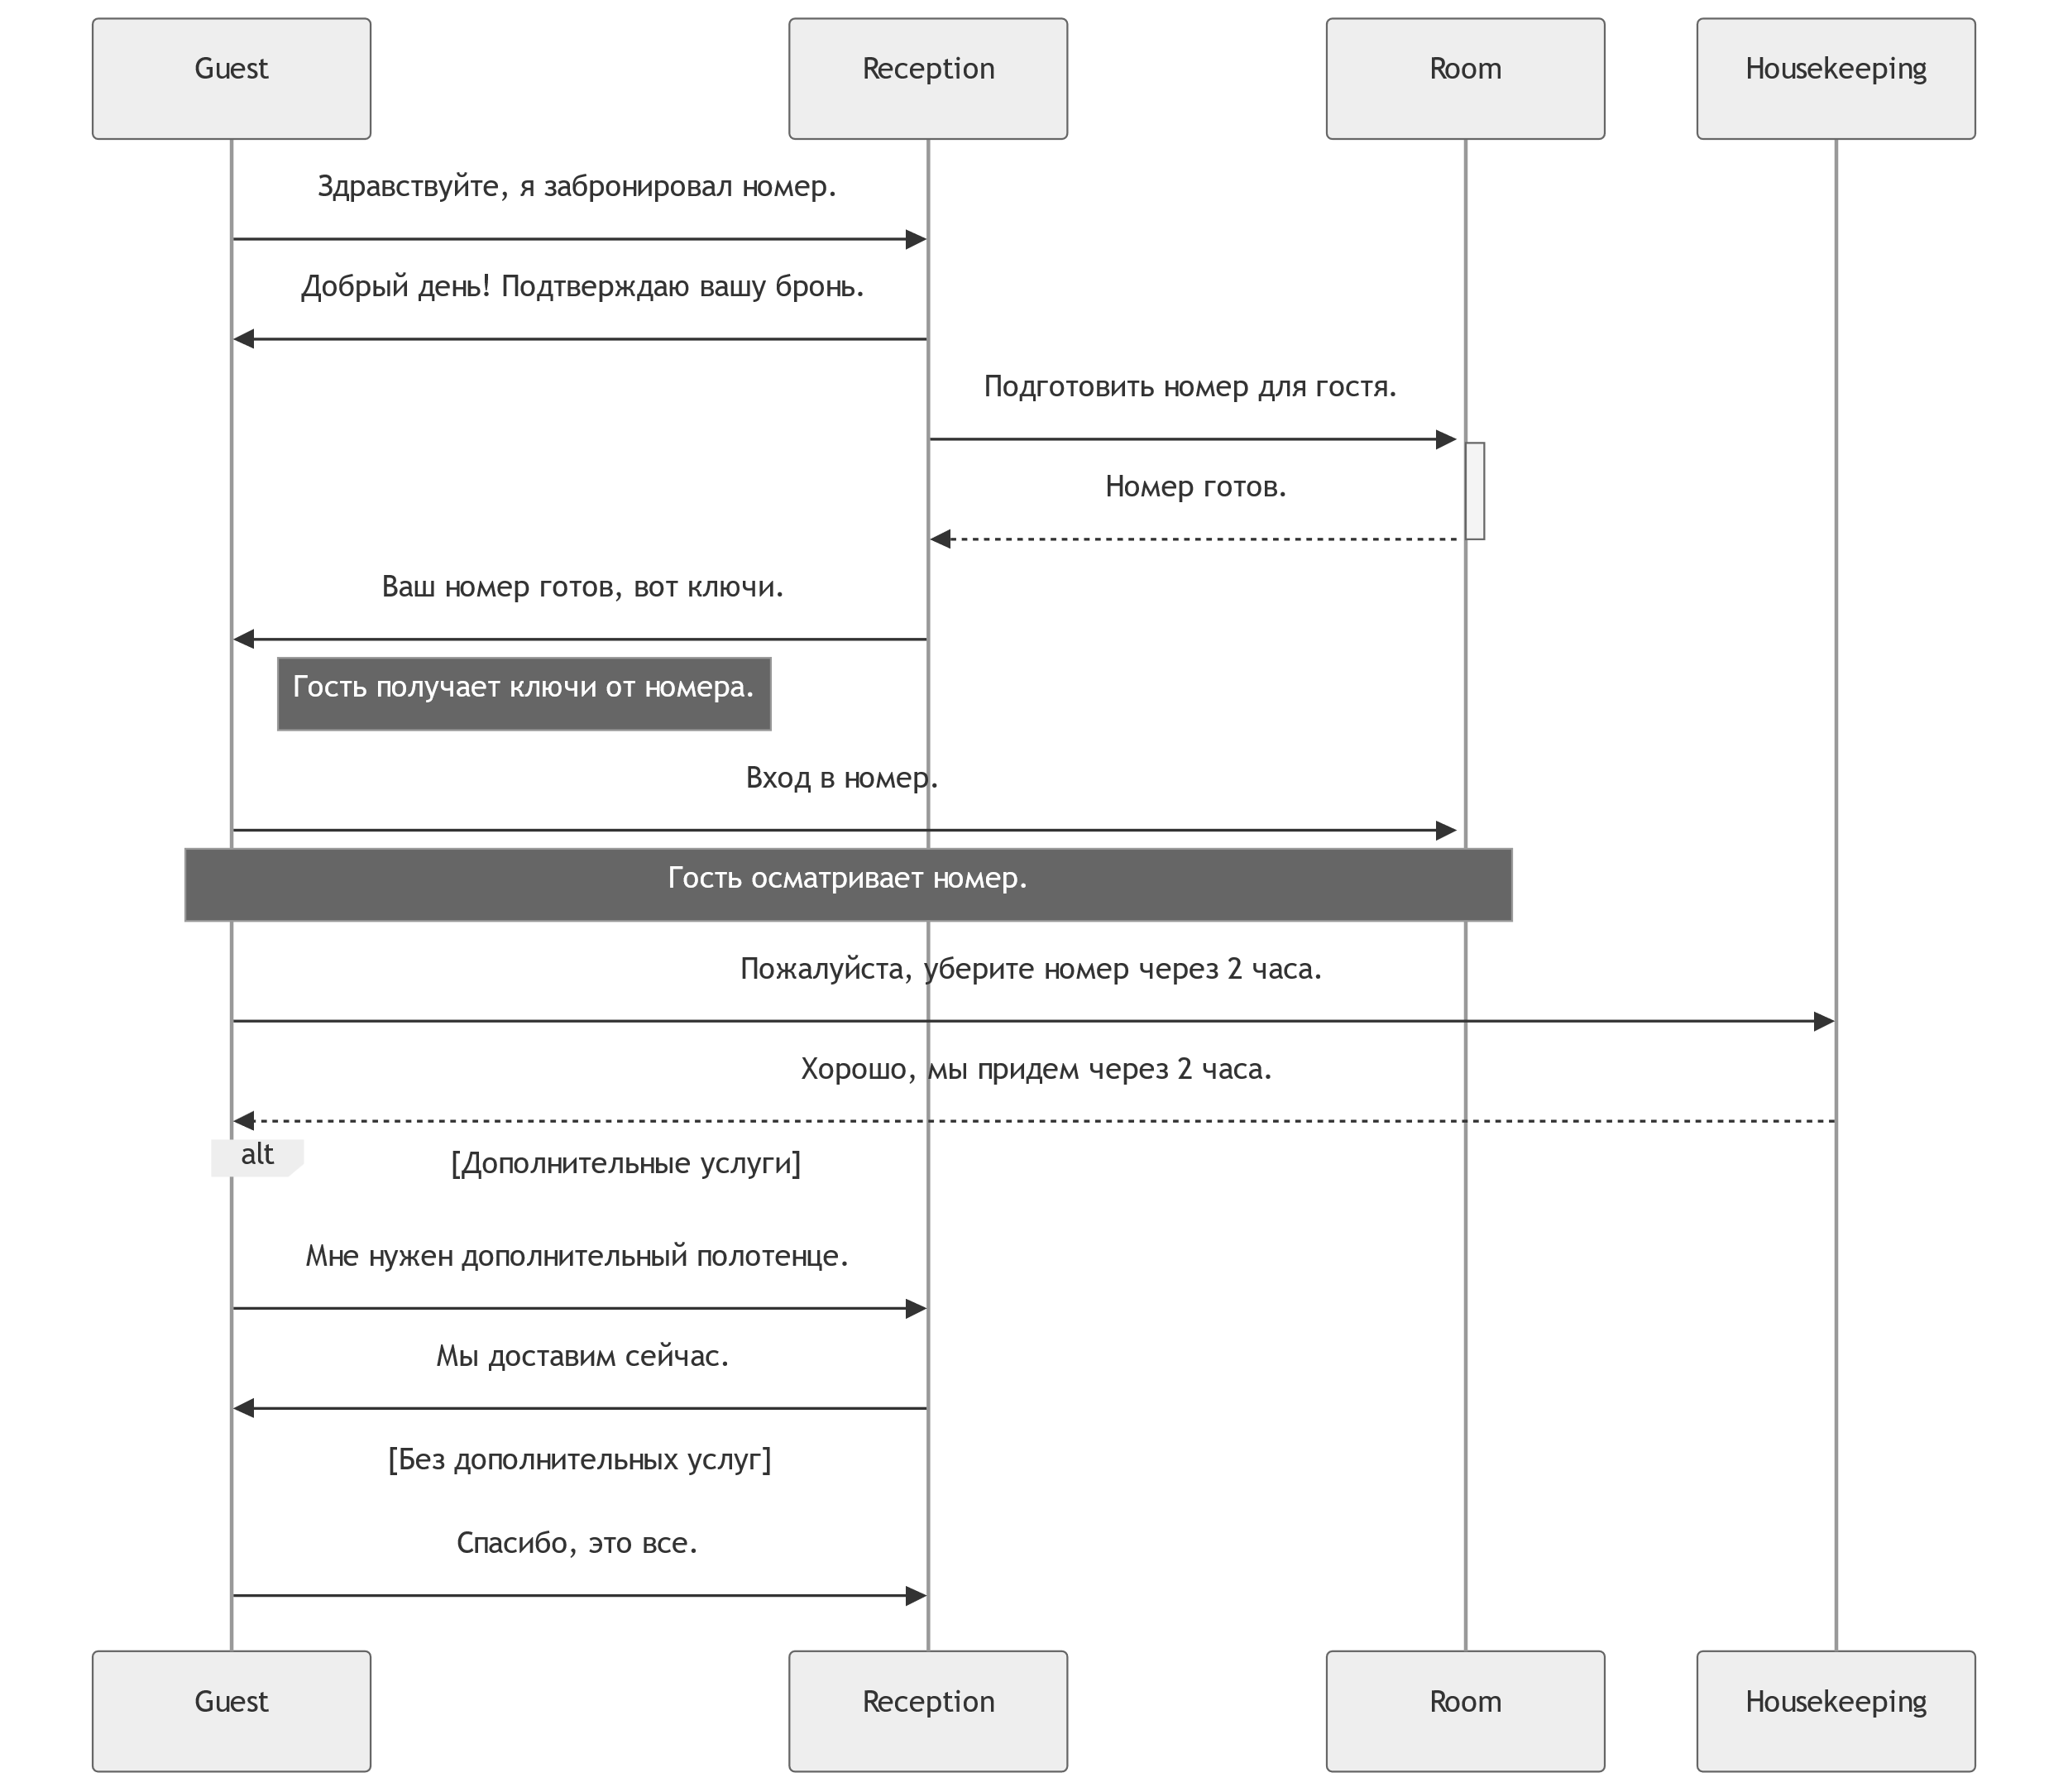 Guest
Reception
Room
Housekeeping
Здравствуйте, я забронировал номер.
Добрый день! Подтверждаю вашу бронь.
Подготовить номер для гостя.
Номер готов.
Ваш номер готов, вот ключи.
Гость получает ключи от номера.
Вход в номер.
Гость осматривает номер.
Пожалуйста, уберите номер через 2 часа.
Хорошо, мы придем через 2 часа.
alt
[Дополнительные услуги]
Мне нужен дополнительный полотенце.
Мы доставим сейчас.
[Без дополнительных услуг]
Спасибо, это все.
Guest
Reception
Room
Housekeeping